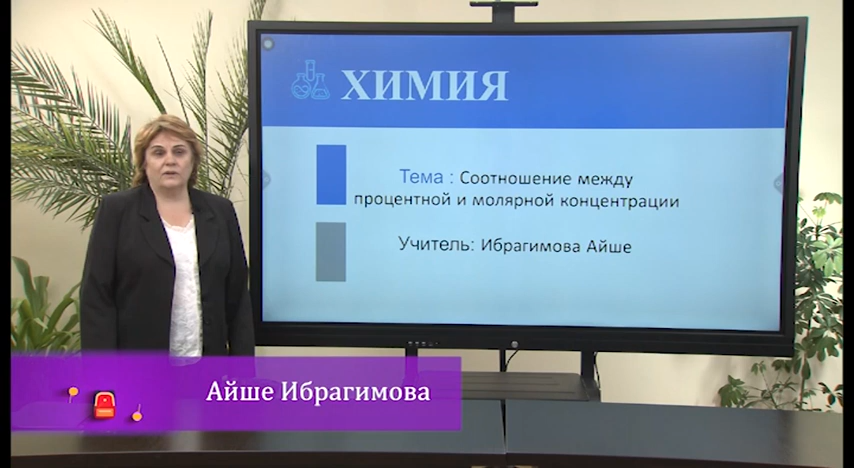 ХИМИЯ
Тема : Соотношение между
процентной и молярной концентрации
Учитель: Ибрагимова Айше
Айше Ибрагимова